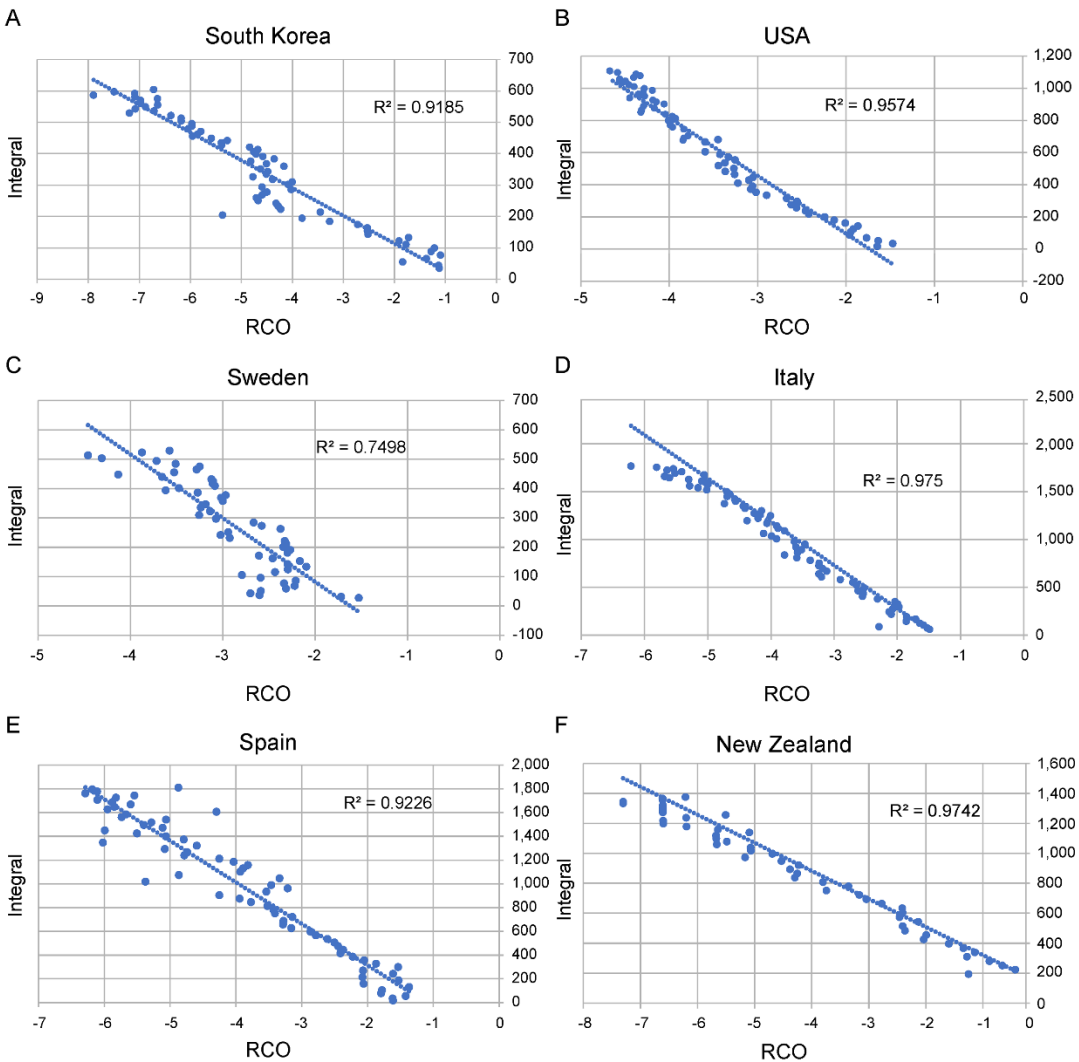 A
South Korea
700
600
500
400
300
200
100
0
R² = 0.9185
Integral
-9 -8 -7 -6 -5 -4 -3 -2 -1 0
RCO
B
USA
1,200
1,000
800
600
400
200
0
-200
R² = 0.9574
Integral
-5 -4 -3 -2 -1 0
RCO
C
Sweden
700
600
500
400
300
200
100
0
-100
R² = 0.7498
Integral
-5 -4 -3 -2 -1 0
RCO
D
Italy
2,500
2,000
1,500
1,000
500
0
R² = 0.975
Integral
-7 -6 -5 -4 -3 -2 -1 0
RCO
E
Spain
2,000
1,800
1,600
1,400
1,200
1,000
800
600
400
200
0
R² = 0.9226
Integral
-7 -6 -5 -4 -3 -2 -1 0
RCO
F
New Zealand
1,600
1,400
1,200
1,000
800
600
400
200
0
R² = 0.9742
Integral
-8 -7 -6 -5 -4 -3 -2 -1 0
RCO